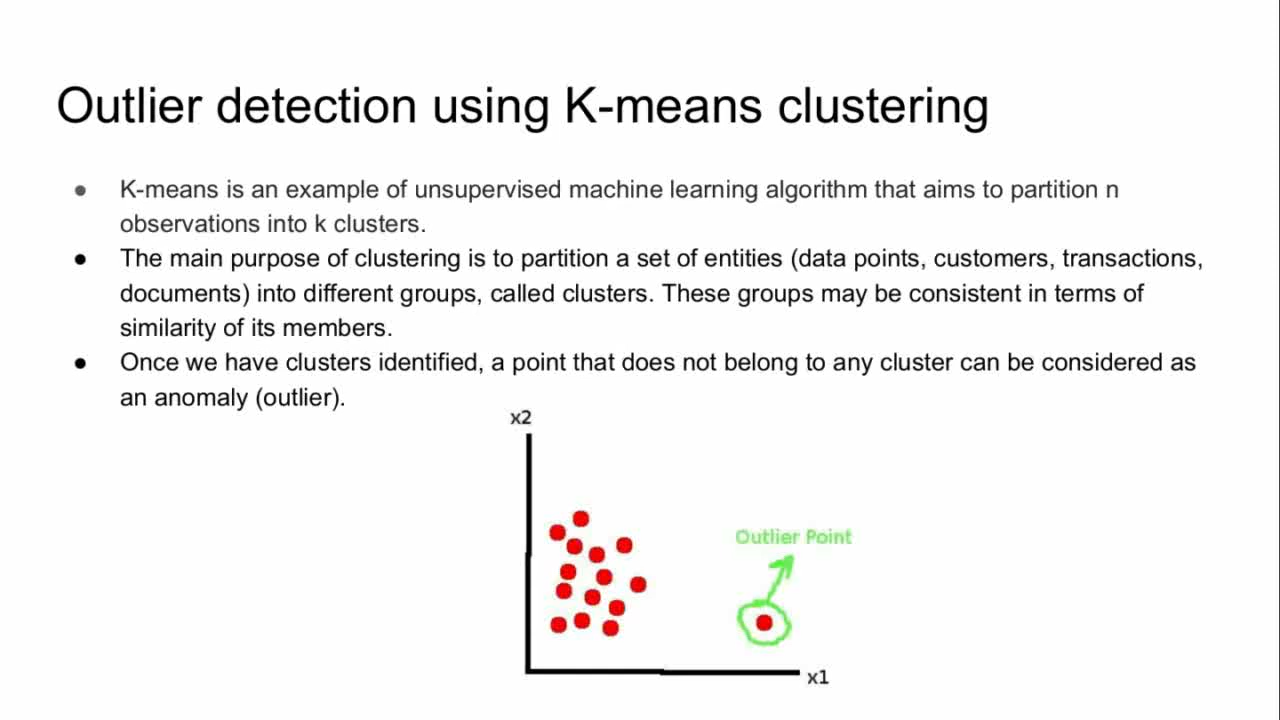 Outlier detection using K-means clustering
● K-means is an example of unsupervised machine learning algorithm that aims to partition n
observations into k clusters.
● The main purpose of clustering is to partition a set of entities (data points, customers, transactions,
documents) into different groups, called clusters. These groups may be consistent in terms of
similarity of its members.
● Once we have clusters identified, a point that does not belong to any cluster can be considered as
an anomaly (outlier).
x2
Outlier Point
x1